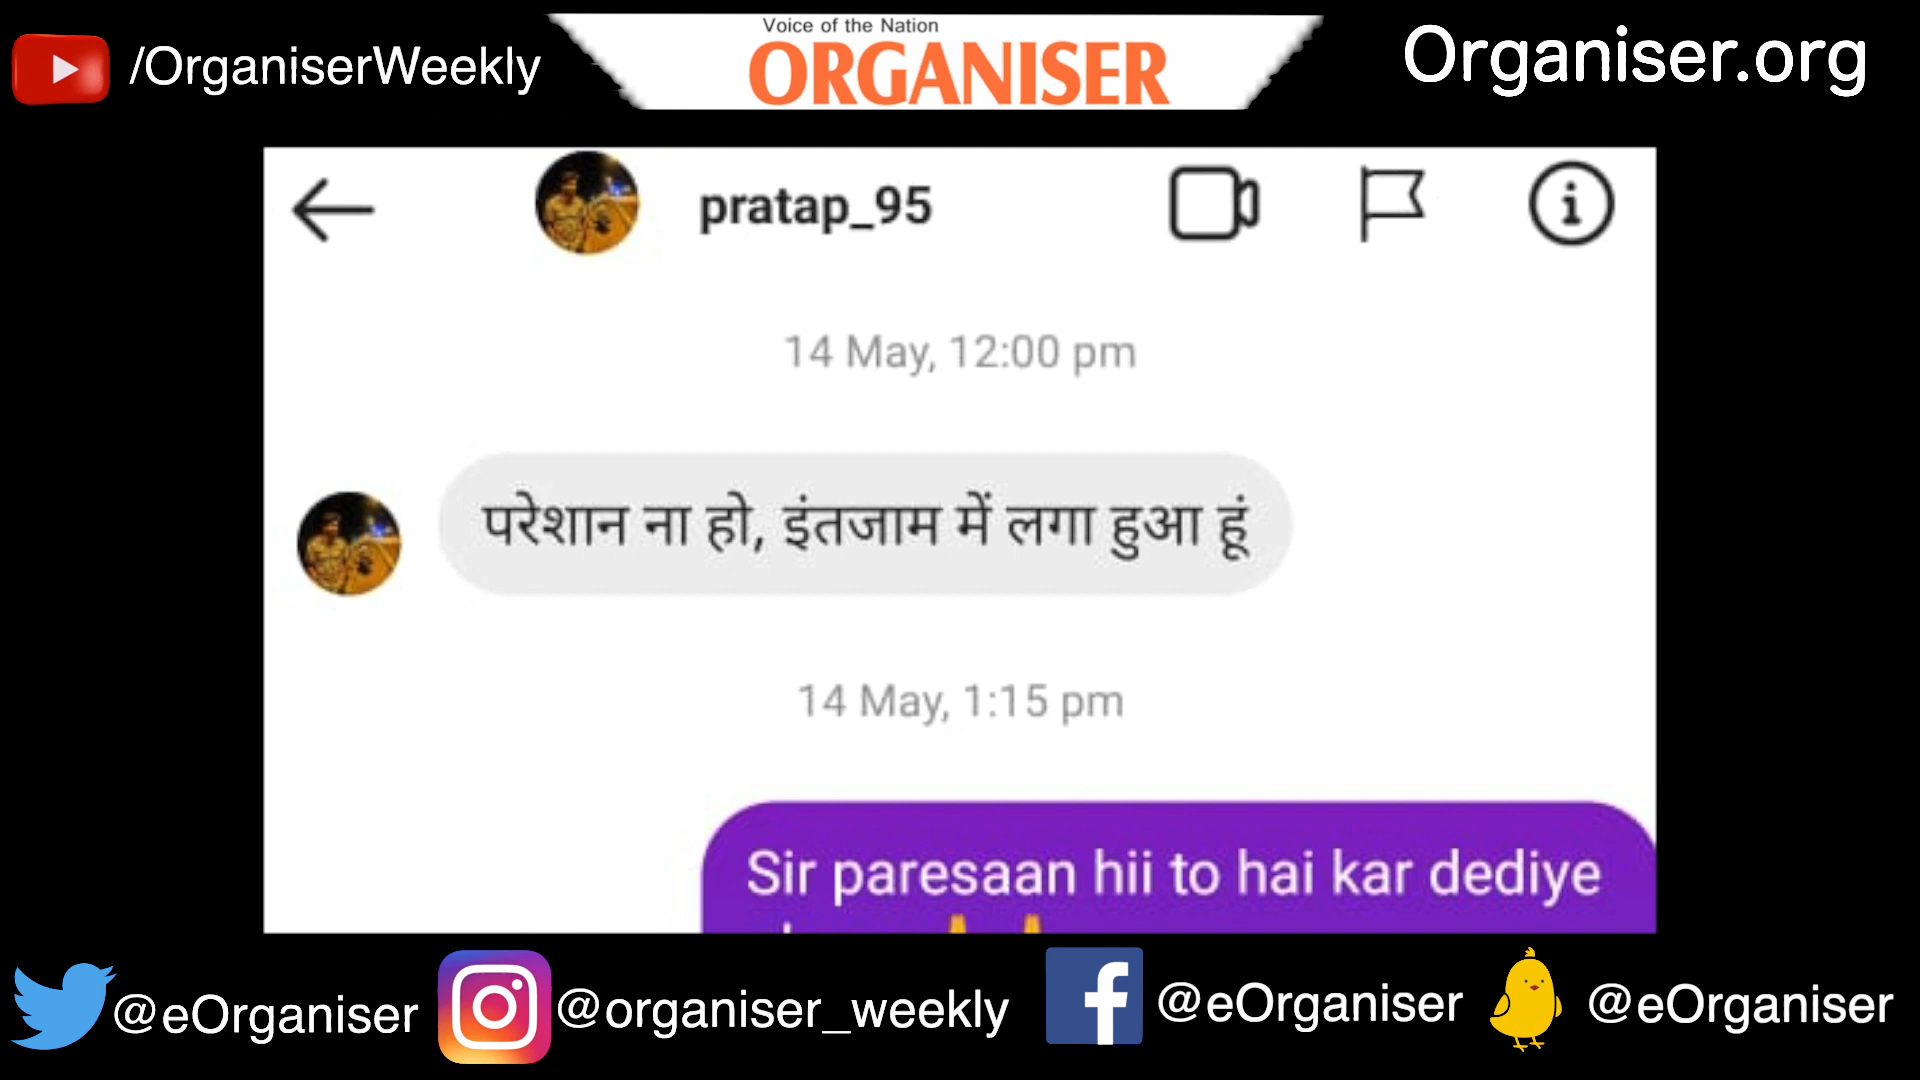 /OrganiserWeekly
Voice of the Nation
ORGANISER
Organiser.org
pratap_95
14 May, 12:00 pm
परेशान ना हो, इंतजाम में लगा हुआ हूं
14 May, 1:15 pm
Sir paresaan hii to hai kar dediye
@eOrganiser
@organiser_weekly
@eOrganiser
@eOrganiser